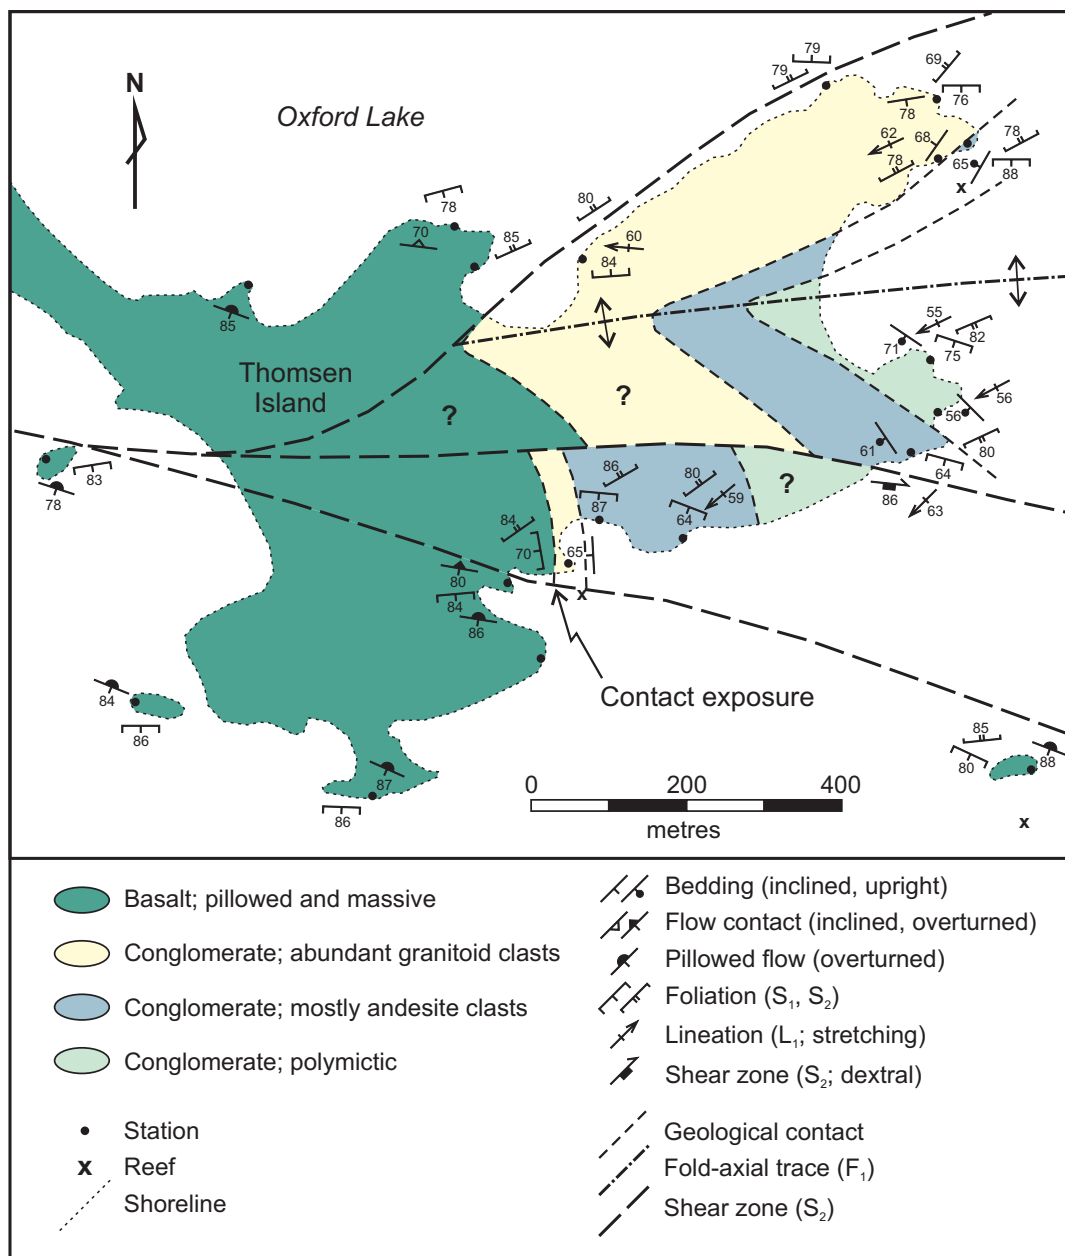 79
79
69
76
N
Oxford Lake
78
62
68
78
78
65
88
x
80
78
70
85
60
84
55
82
71
75
85
Thomsen
Island
?
?
56
56
61
80
64
83
78
86
80
87
59
64
?
86
63
84
70
65
x
80
84
86
Contact exposure
84
86
85
80
88
87
86
0 200 400
metres
x
Basalt; pillowed and massive
Conglomerate; abundant granitoid clasts
Conglomerate; mostly andesite clasts
Conglomerate; polymictic
Station
x Reef
Shoreline
Bedding (inclined, upright)
Flow contact (inclined, overturned)
Pillowed flow (overturned)
Foliation (S₁, S₂)
Lineation (L₁; stretching)
Shear zone (S₂; dextral)
Geological contact
Fold-axial trace (F₁)
Shear zone (S₂)